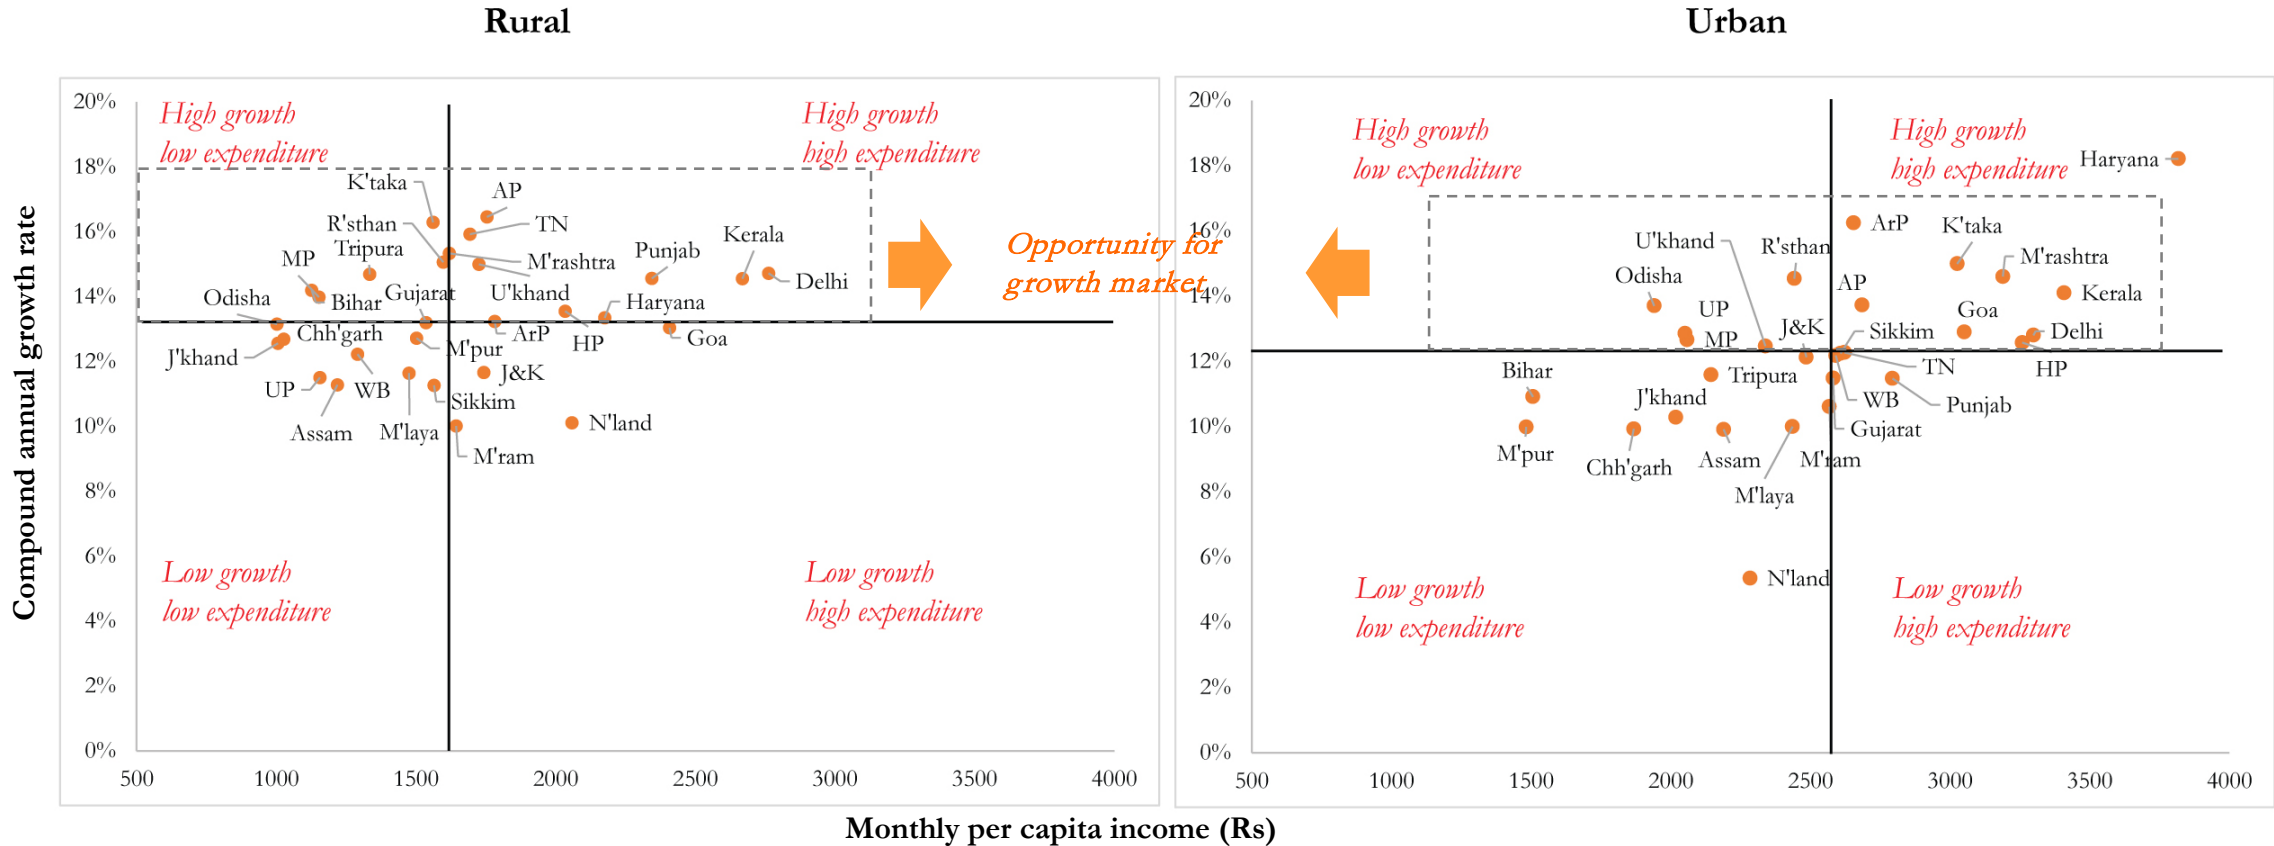 Rural
Urban
Compound annual growth rate
20%
18%
16%
14%
12%
10%
8%
6%
4%
2%
0%
High growth
low expenditure
High growth
high expenditure
K'taka
AP
R'sthan
TN
Tripura
MP
M'rashtra
Punjab
Kerala
Delhi
Odisha
Bihar
Gujarat
U'khand
Haryana
Chh'garh
ArP
HP
Goa
J'khand
M'pur
UP
WB
J&K
Sikkim
Assam
M'laya
N'land
M'ram
Low growth
low expenditure
Low growth
high expenditure
500
1000
1500
2000
2500
3000
3500
4000
Opportunity for
growth market
20%
18%
16%
14%
12%
10%
8%
6%
4%
2%
0%
High growth
low expenditure
High growth
high expenditure
Haryana
ArP
K'taka
U'khand
R'sthan
M'rashtra
Odisha
AP
Kerala
UP
Goa
MP
J&K
Sikkim
Delhi
Bihar
Tripura
TN
HP
J'khand
WB
Punjab
Gujarat
M'pur
Chh'garh
Assam
M'ram
M'laya
N'land
Low growth
low expenditure
Low growth
high expenditure
500
1000
1500
2000
2500
3000
3500
4000
Monthly per capita income (Rs)